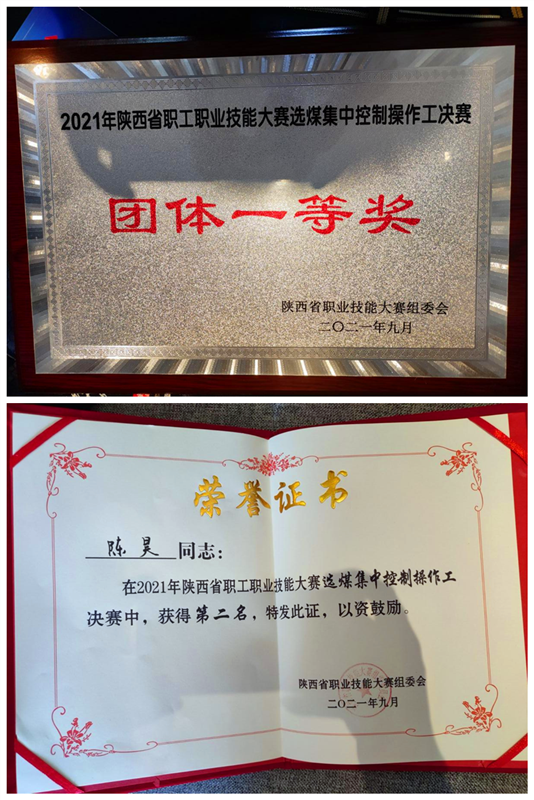 2021年陕西省职工职业技能大赛选煤集中控制操作工决赛
团体一等奖
陕西省职业技能大赛组委会
二〇二一年九月
荣誉证书
陈昊 同志：
在2021年陕西省职工职业技能大赛选煤集中控制操作工
决赛中，获得第二名，特发此证，以资鼓励。
陕西省职业技能大赛组委会
二〇二一年九月